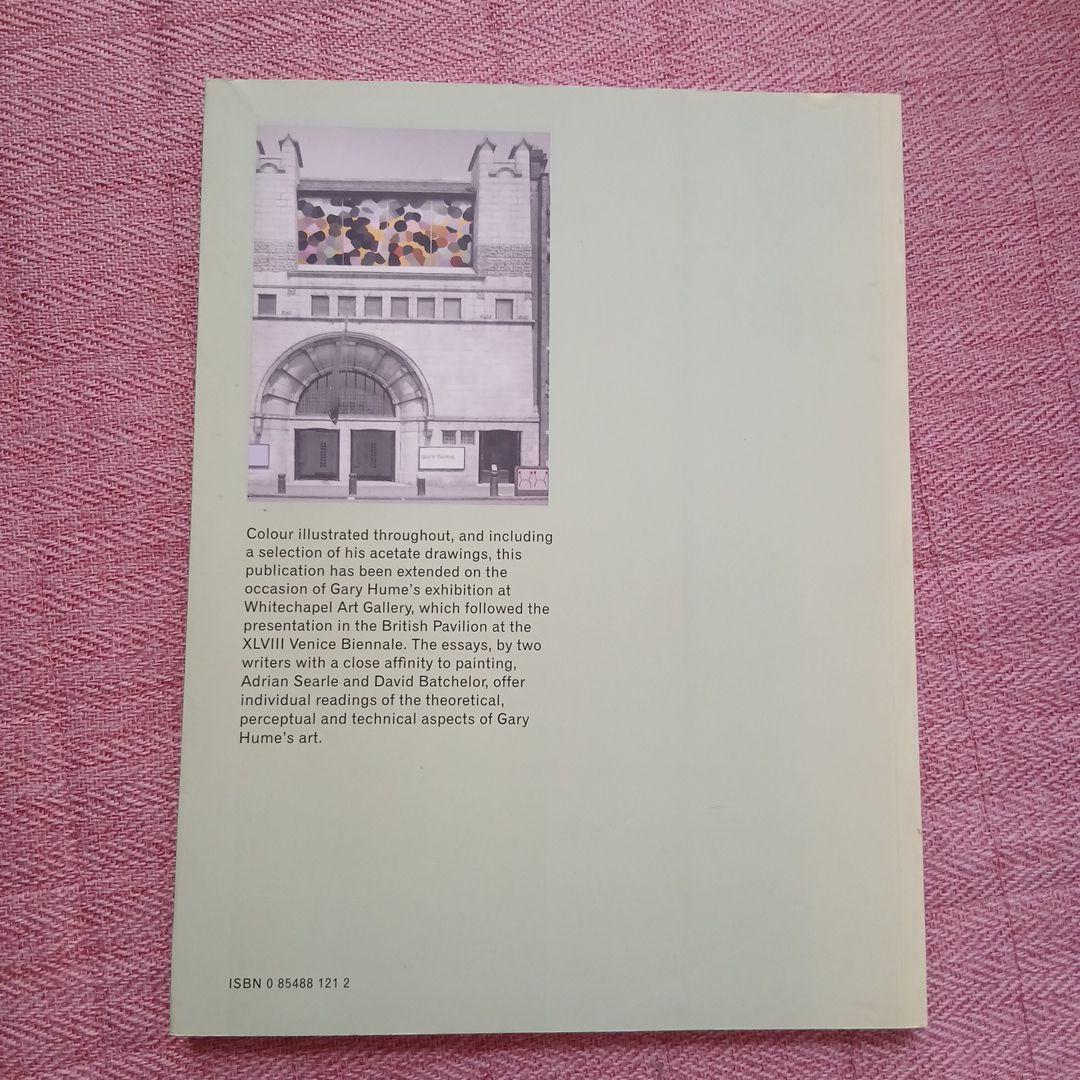 gary hume
Colour illustrated throughout, and including
a selection of his acetate drawings, this
publication has been extended on the
occasion of Gary Hume's exhibition at
Whitechapel Art Gallery, which followed the
presentation in the British Pavilion at the
XLVIII Venice Biennale. The essays, by two
writers with a close affinity to painting,
Adrian Searle and David Batchelor, offer
individual readings of the theoretical,
perceptual and technical aspects of Gary
Hume's art.
ISBN 0 85488 121 2